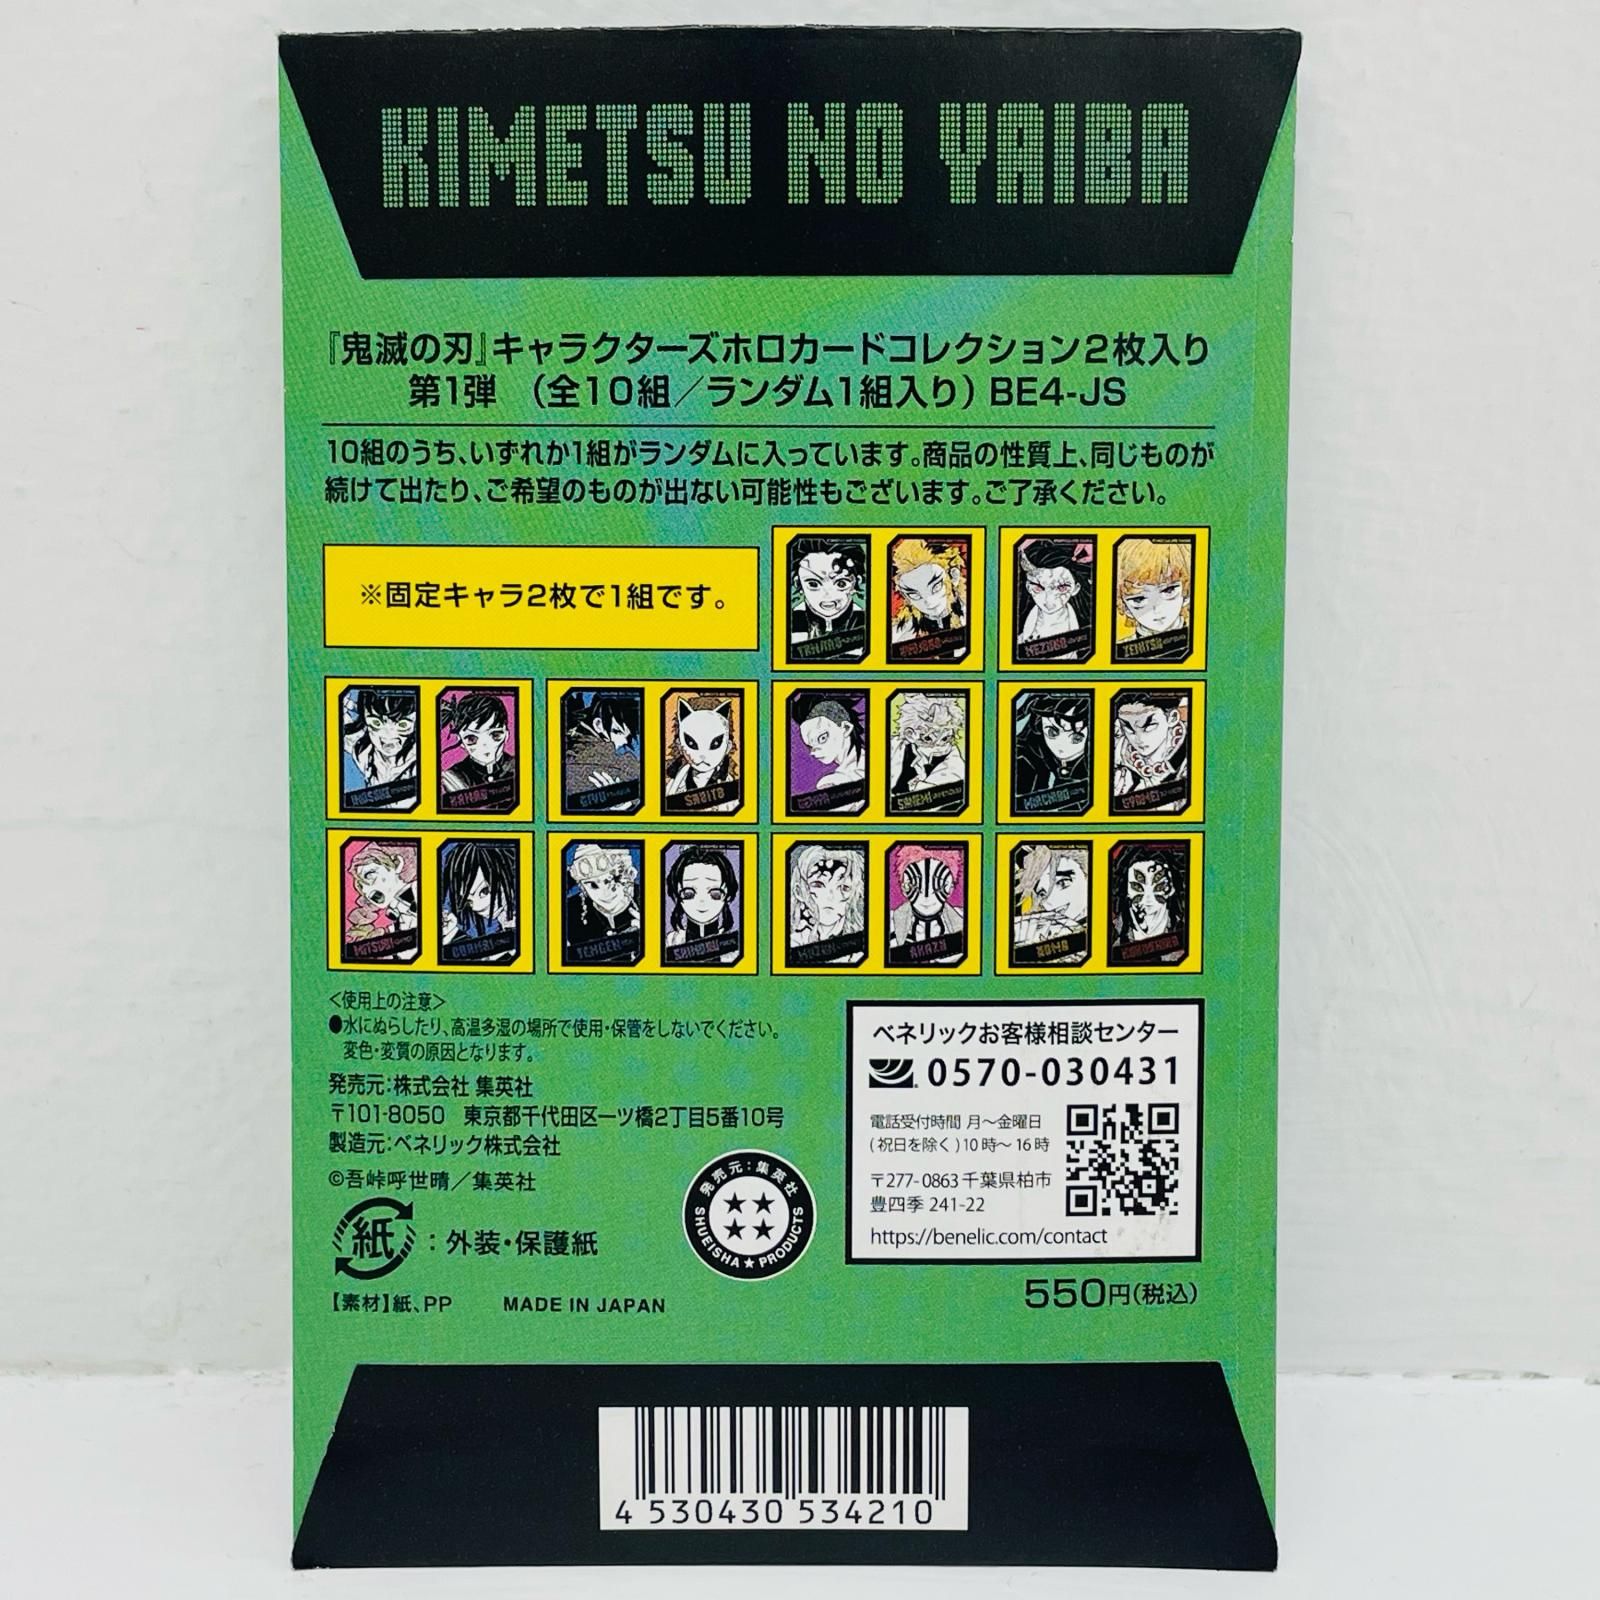 KIMETSU NO YAIBA
『鬼滅の刃』キャラクターズホロカードコレクション2枚入り
第1弾 (全10組／ランダム1組入り) BE4-JS
10組のうち、いずれか1組がランダムに入っています。商品の性質上、同じものが
続けて出たり、ご希望のものが出ない可能性もございます。ご了承ください。
※固定キャラ2枚で1組です。
NEZUKO
ZENITSU
INOSUKE
KANAO
GIYU
SABITO
GENYA
SANEMI
GYOMEI
MITSURI
OBANAI
TENGEN
SHINOBU
MUZAN
AKAZA
DOMA
<使用上の注意>
●水にぬらしたり、高温多湿の場所で使用・保管をしないでください。
変色・変質の原因となります。
発売元:株式会社 集英社
〒101-8050 東京都千代田区一ツ橋2丁目5番10号
製造元:ベネリック株式会社
©吾峠呼世晴／集英社
紙:外装・保護紙
【素材】紙、PP MADE IN JAPAN
発売元:集英社
SHUEISHA★PRODUCTS
ベネリックお客様相談センター
0570-030431
電話受付時間 月〜金曜日
(祝日を除く)10時〜16時
〒277-0863 千葉県柏市
豊四季 241-22
https://benelic.com/contact
550円(税込)
4 530430 534210